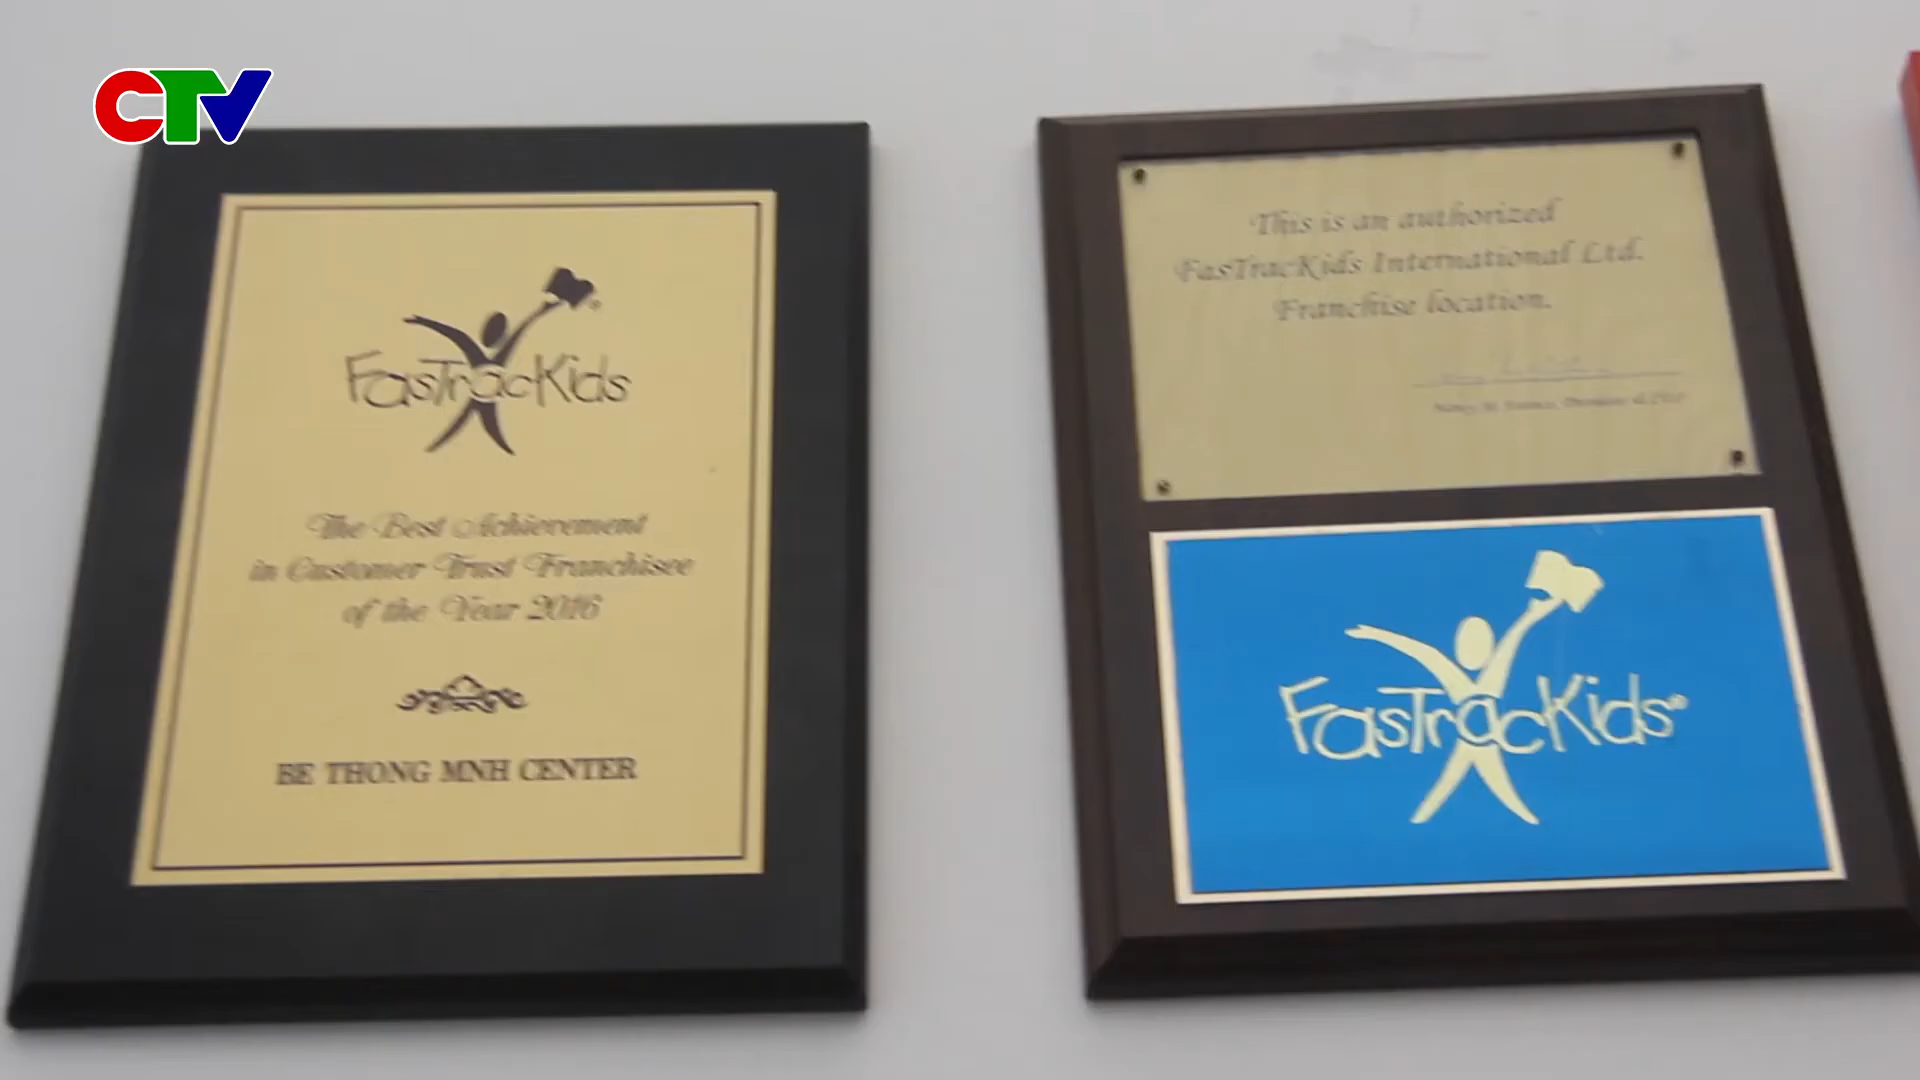 CTV
FasTracKids
The Best Achievement
in Customer Trust Franchisee
of the Year 2016
BE THONG MNH CENTER
This is an authorized
FasTracKids International Ltd.
Franchise location.
FasTracKids®